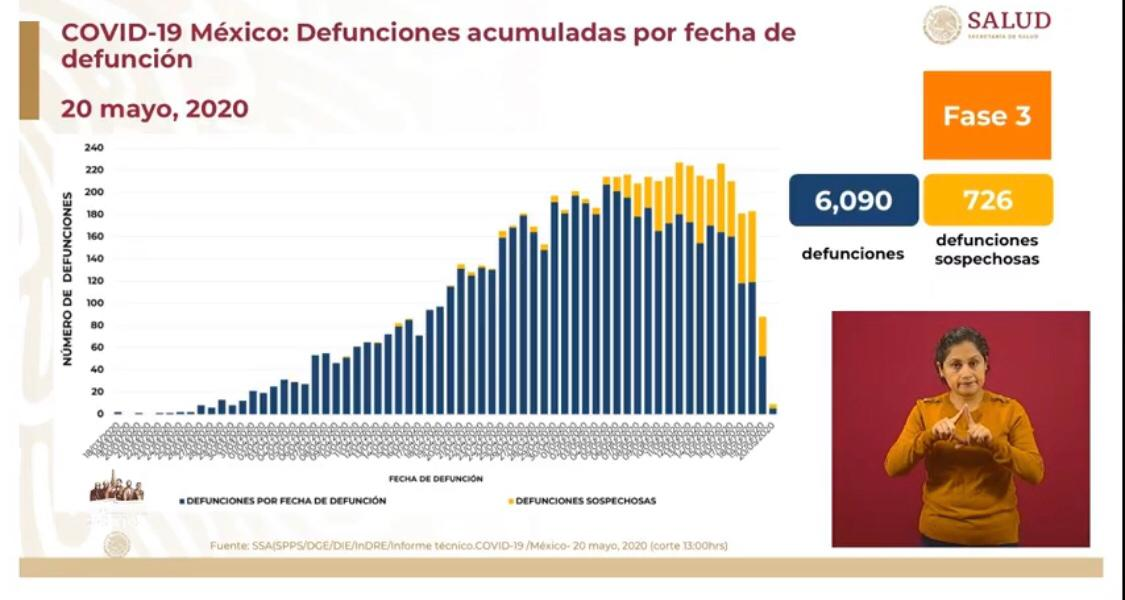 COVID-19 México: Defunciones acumuladas por fecha de
defunción
20 mayo, 2020
SALUD
SECRETARÍA DE SALUD
Fase 3
6,090
defunciones
726
defunciones
sospechosas
NÚMERO DE DEFUNCIONES
240
220
200
180
160
140
120
100
80
60
40
20
0
FECHA DE DEFUNCIÓN
DEFUNCIONES POR FECHA DE DEFUNCIÓN
DEFUNCIONES SOSPECHOSAS
Fuente: SSA(SPPS/DGE/DIE/InDRE/Informe técnico.COVID-19 /México- 20 mayo, 2020 (corte 13:00hrs)